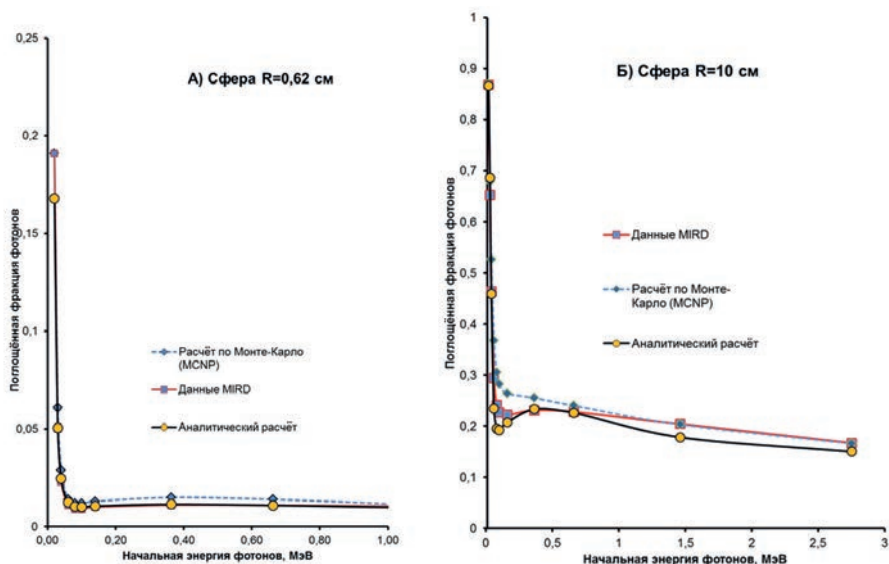 А) Сфера R=0,62 см
0,25
0,2
0,15
0,1
0,05
0
Поглощённая фракция фотонов
Расчёт по Монте-Карло
(MCNP)
Данные MIRD
Аналитический расчёт
0,00
0,20
0,40
0,60
0,80
1,00
Начальная энергия фотонов, МэВ
Б) Сфера R=10 см
1
0,9
0,8
0,7
0,6
0,5
0,4
0,3
0,2
0,1
0
Поглощённая фракция фотонов
Данные MIRD
Расчёт по Монте-
Карло (MCNP)
Аналитический расчёт
0
0,5
1
1,5
2
2,5
3
Начальная энергия фотонов, МэВ